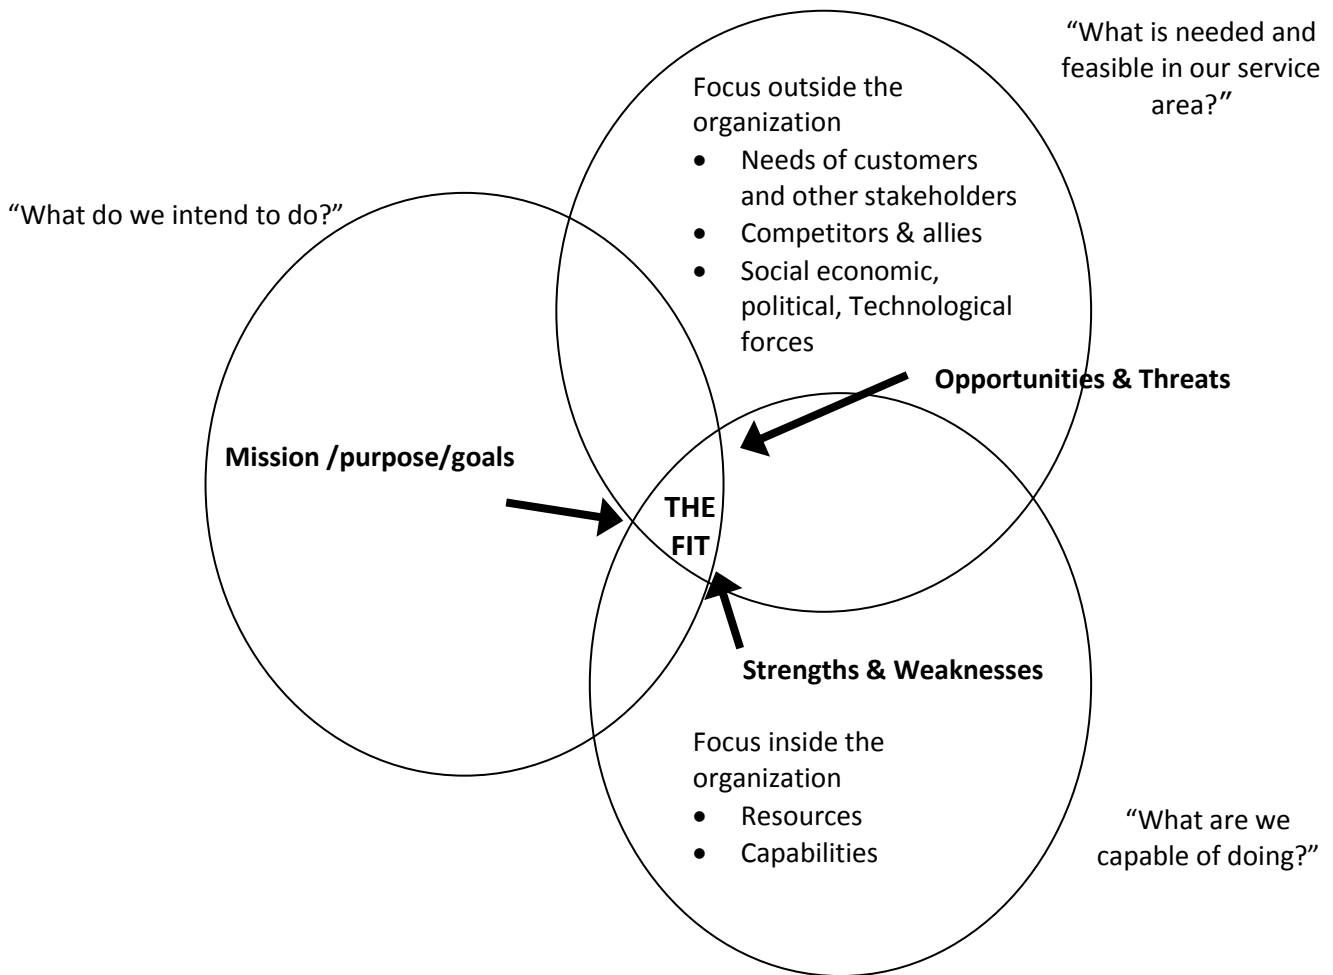 “What is needed and
feasible in our service
area?”
Focus outside the
organization
• Needs of customers
and other stakeholders
• Competitors & allies
• Social economic,
political, Technological
forces
“What do we intend to do?”
Opportunities & Threats
Mission /purpose/goals
THE
FIT
Strengths & Weaknesses
Focus inside the
organization
• Resources
• Capabilities
“What are we
capable of doing?”